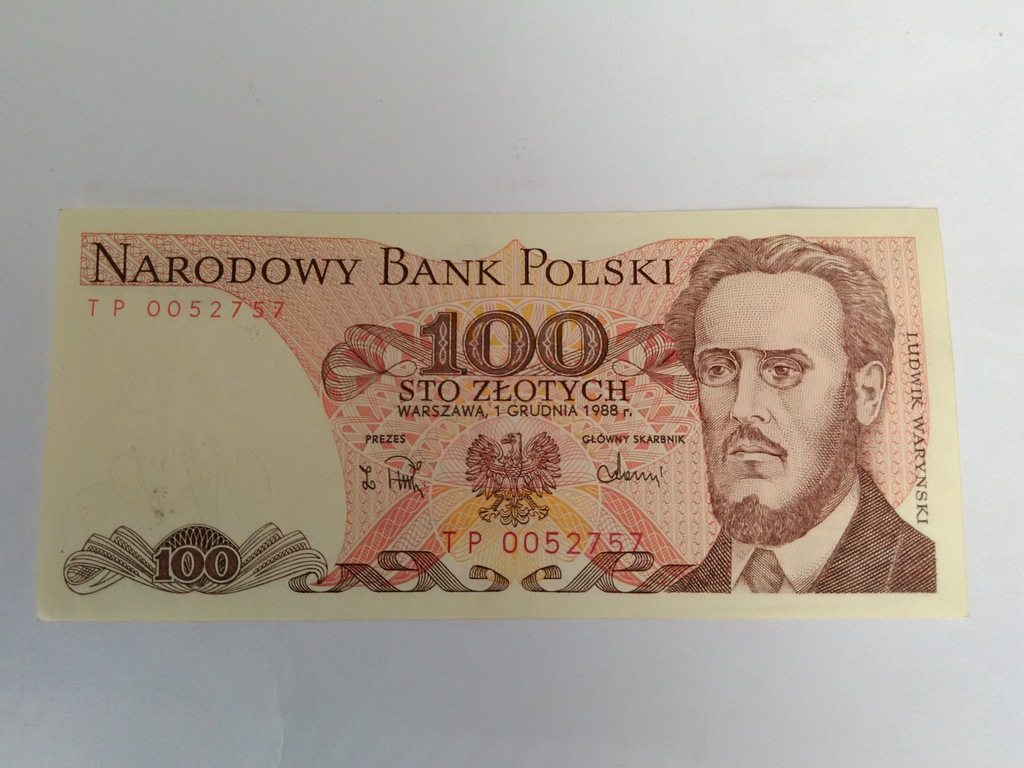 NARODOWY BANK POLSKI
TP 0052757
100
STO ZŁOTYCH
WARSZAWA, 1 GRUDNIA 1988 r.
PREZES
GŁÓWNY SKARBNIK
TP 0052757
100
LUDWIK WARYŃSKI